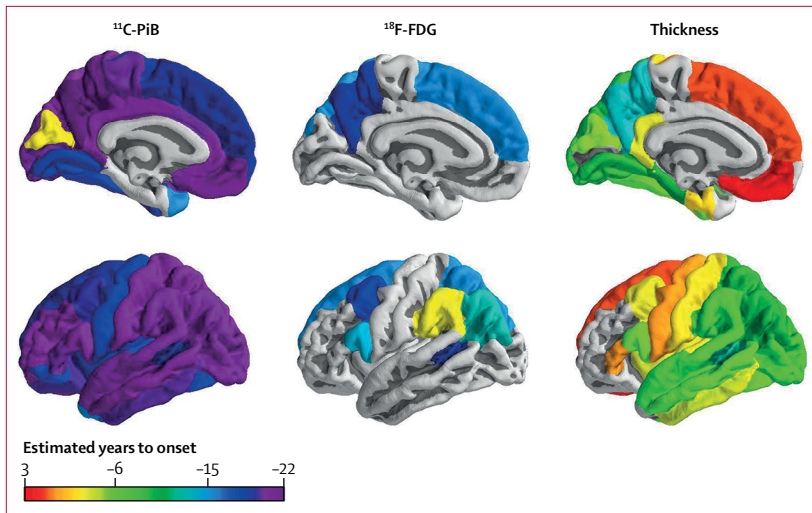 ¹¹C-PiB ¹⁸F-FDG Thickness
Estimated years to onset
3 –6 –15 –22